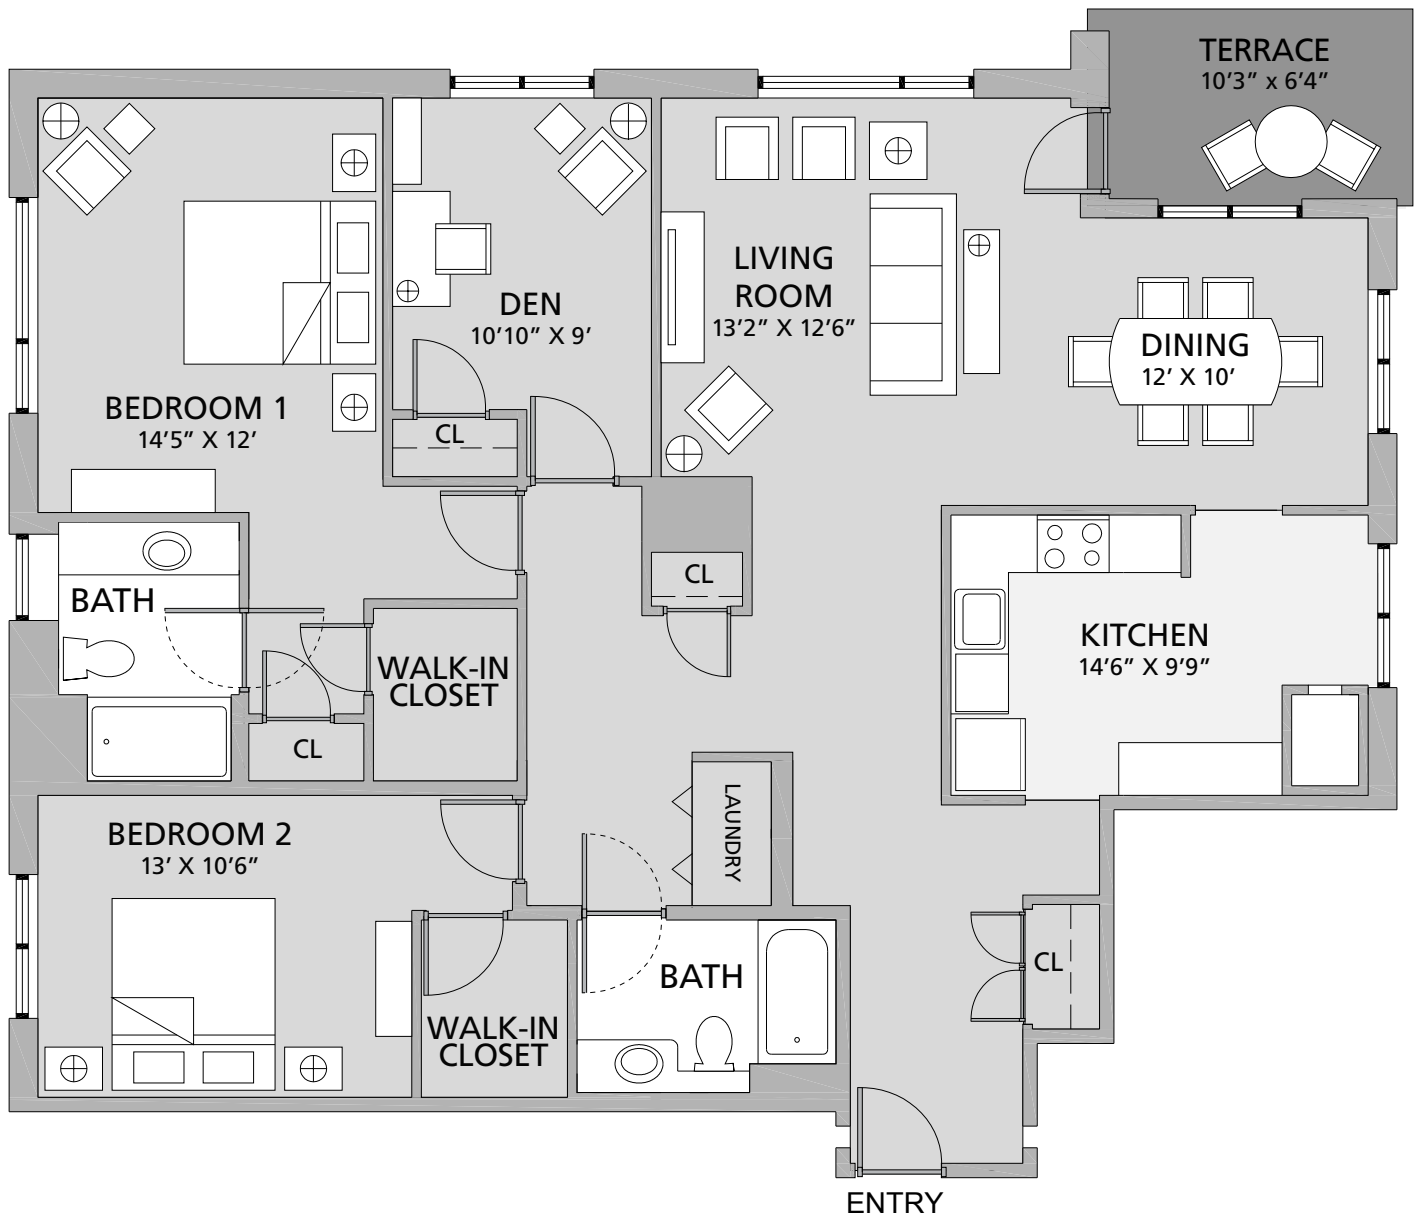 TERRACE
10'3” x 6'4”
LIVING
ROOM
13'2” X 12'6”
DEN
10'10” X 9'
DINING
12' X 10'
BEDROOM 1
14'5” X 12'
CL
CL
BATH
KITCHEN
14'6” X 9'9”
WALK-IN
CLOSET
CL
LAUNDRY
BEDROOM 2
13' X 10'6”
BATH
CL
WALK-IN
CLOSET
ENTRY